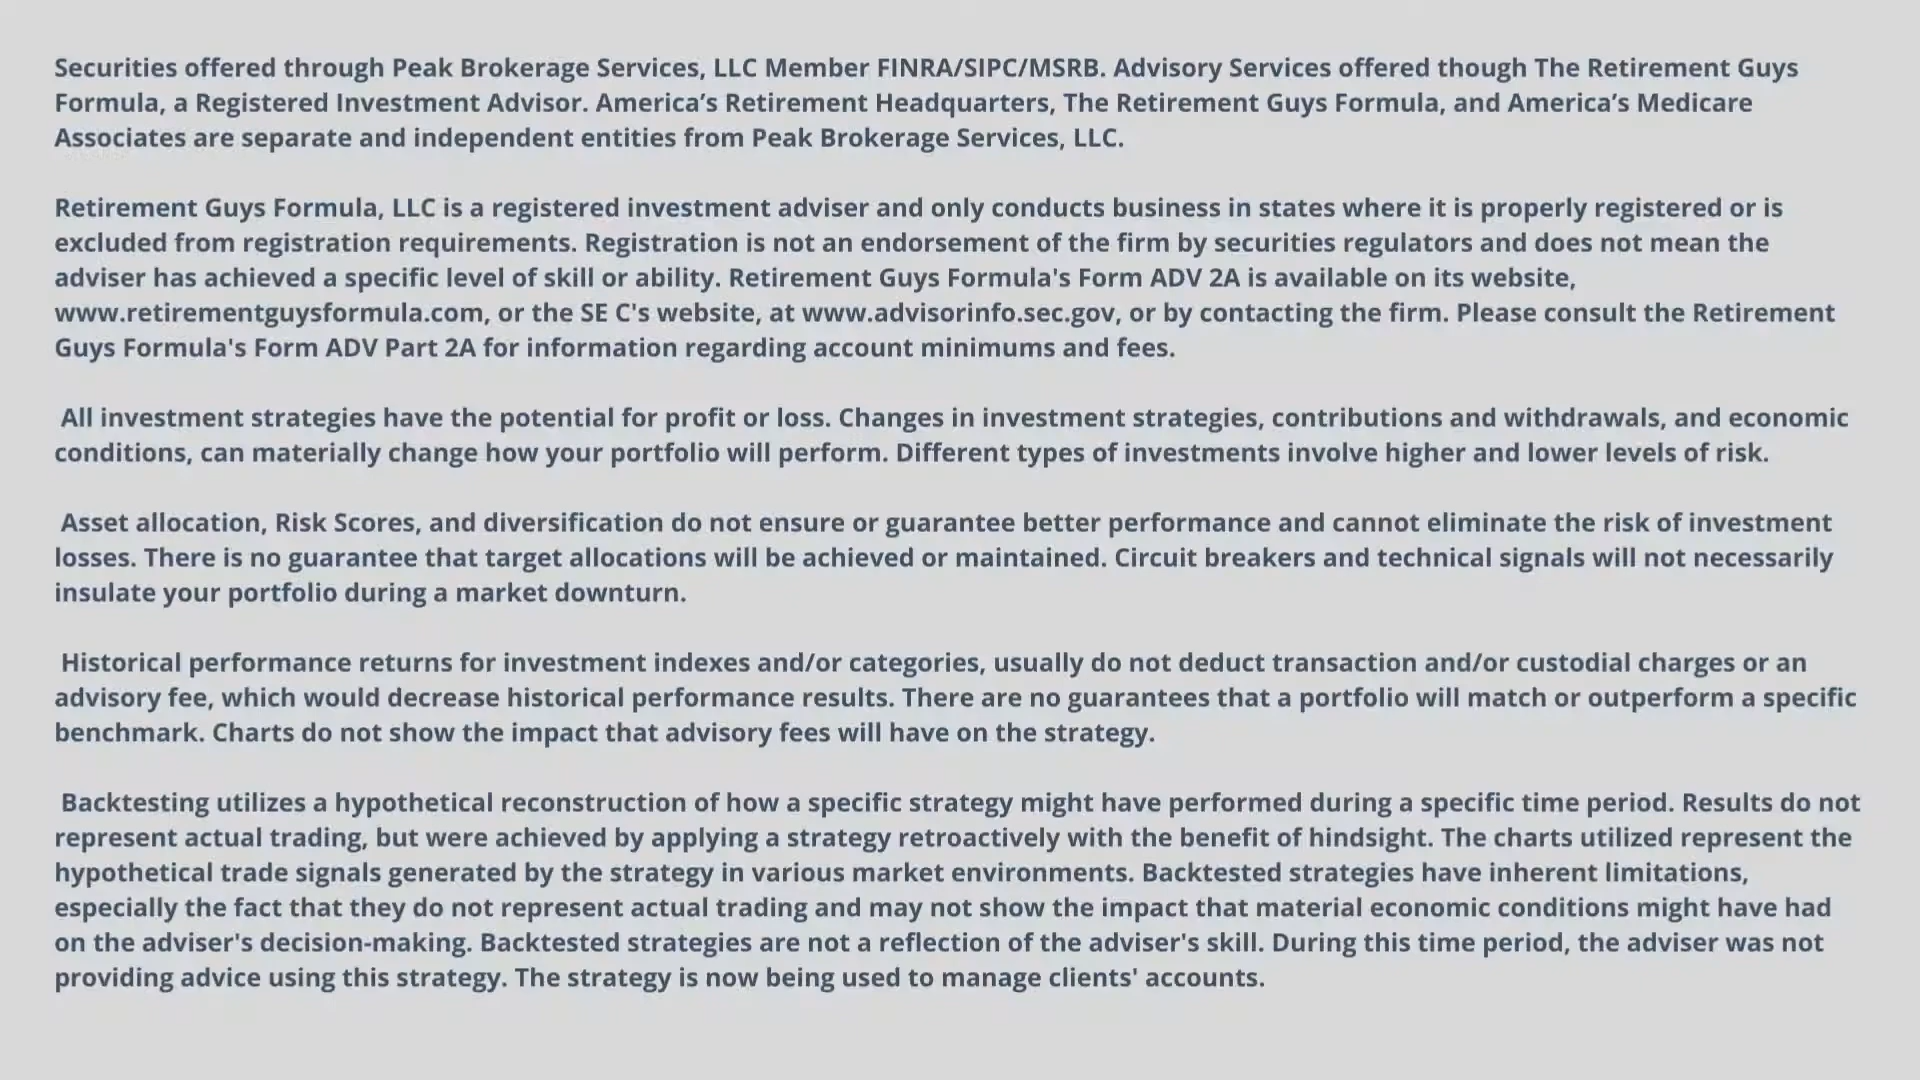 Securities offered through Peak Brokerage Services, LLC Member FINRA/SIPC/MSRB. Advisory Services offered though The Retirement Guys
Formula, a Registered Investment Advisor. America’s Retirement Headquarters, The Retirement Guys Formula, and America’s Medicare
Associates are separate and independent entities from Peak Brokerage Services, LLC.
Retirement Guys Formula, LLC is a registered investment adviser and only conducts business in states where it is properly registered or is
excluded from registration requirements. Registration is not an endorsement of the firm by securities regulators and does not mean the
adviser has achieved a specific level of skill or ability. Retirement Guys Formula's Form ADV 2A is available on its website,
www.retirementguysformula.com, or the SE C's website, at www.advisorinfo.sec.gov, or by contacting the firm. Please consult the Retirement
Guys Formula's Form ADV Part 2A for information regarding account minimums and fees.
All investment strategies have the potential for profit or loss. Changes in investment strategies, contributions and withdrawals, and economic
conditions, can materially change how your portfolio will perform. Different types of investments involve higher and lower levels of risk.
Asset allocation, Risk Scores, and diversification do not ensure or guarantee better performance and cannot eliminate the risk of investment
losses. There is no guarantee that target allocations will be achieved or maintained. Circuit breakers and technical signals will not necessarily
insulate your portfolio during a market downturn.
Historical performance returns for investment indexes and/or categories, usually do not deduct transaction and/or custodial charges or an
advisory fee, which would decrease historical performance results. There are no guarantees that a portfolio will match or outperform a specific
benchmark. Charts do not show the impact that advisory fees will have on the strategy.
Backtesting utilizes a hypothetical reconstruction of how a specific strategy might have performed during a specific time period. Results do not
represent actual trading, but were achieved by applying a strategy retroactively with the benefit of hindsight. The charts utilized represent the
hypothetical trade signals generated by the strategy in various market environments. Backtested strategies have inherent limitations,
especially the fact that they do not represent actual trading and may not show the impact that material economic conditions might have had
on the adviser's decision-making. Backtested strategies are not a reflection of the adviser's skill. During this time period, the adviser was not
providing advice using this strategy. The strategy is now being used to manage clients' accounts.